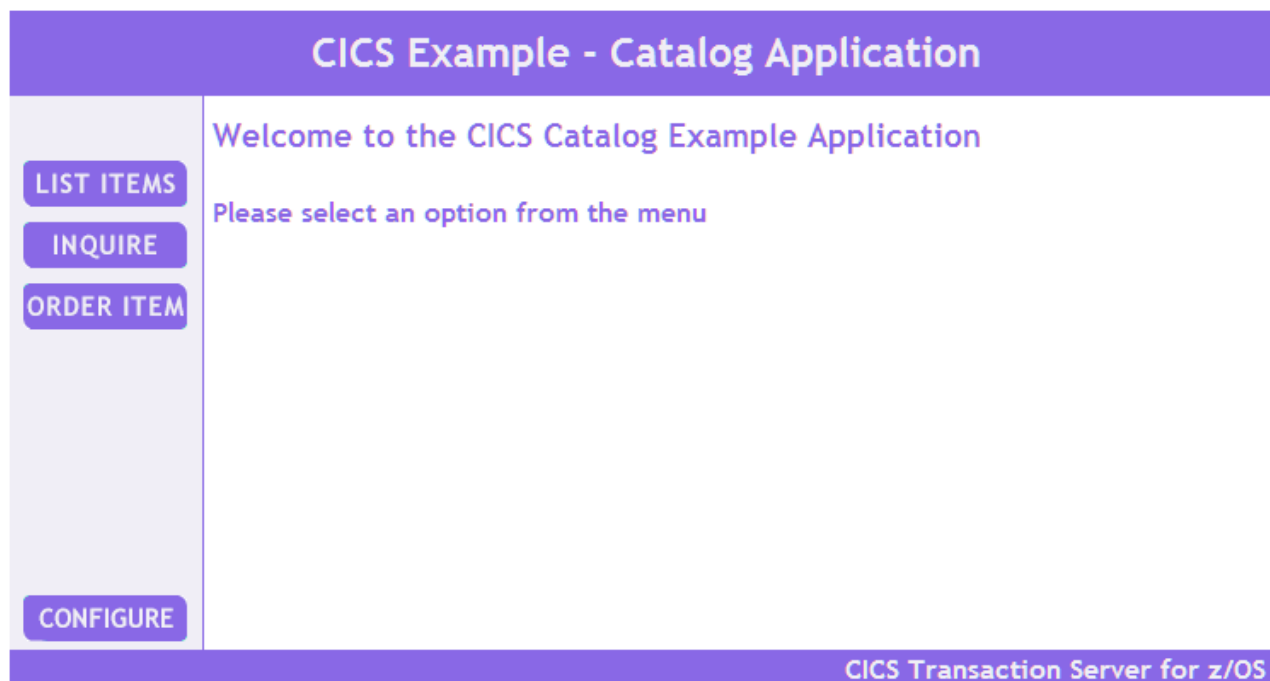 CICS Example - Catalog Application
Welcome to the CICS Catalog Example Application
Please select an option from the menu
LIST ITEMS
INQUIRE
ORDER ITEM
CONFIGURE
CICS Transaction Server for z/OS